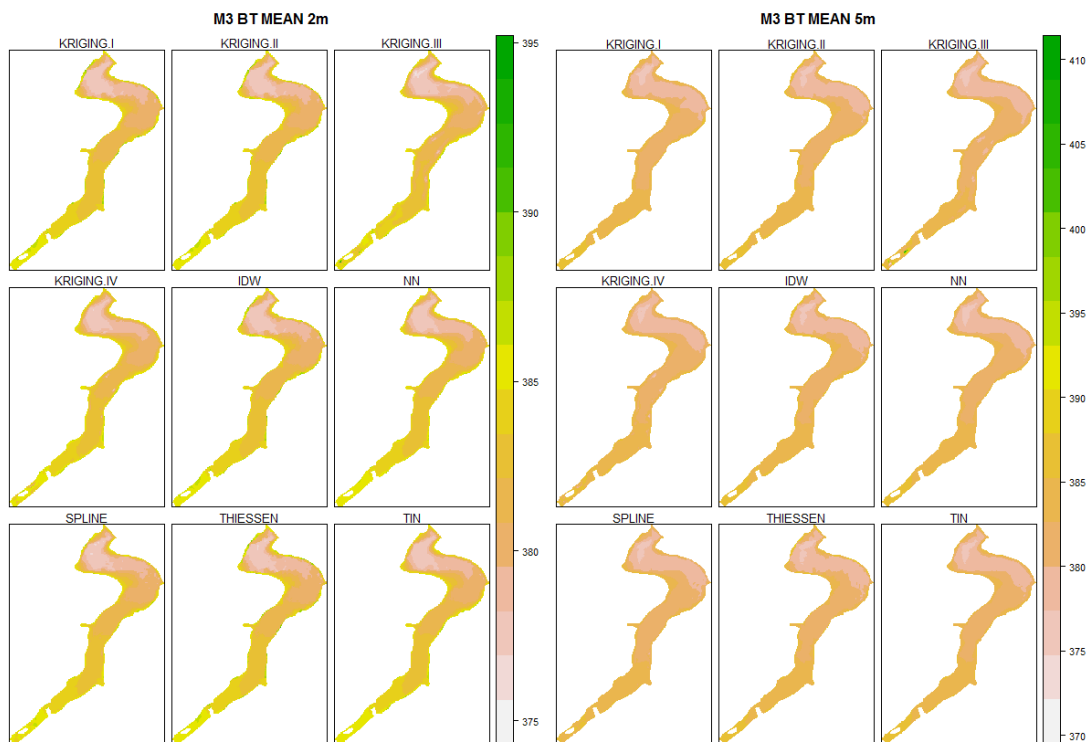 M3 BT MEAN 2m
KRIGING.I KRIGING.II KRIGING.III
KRIGING.IV IDW NN
SPLINE THIESSEN TIN
395
390
385
380
375
M3 BT MEAN 5m
KRIGING.I KRIGING.II KRIGING.III
KRIGING.IV IDW NN
SPLINE THIESSEN TIN
410
405
400
395
390
385
380
375
370